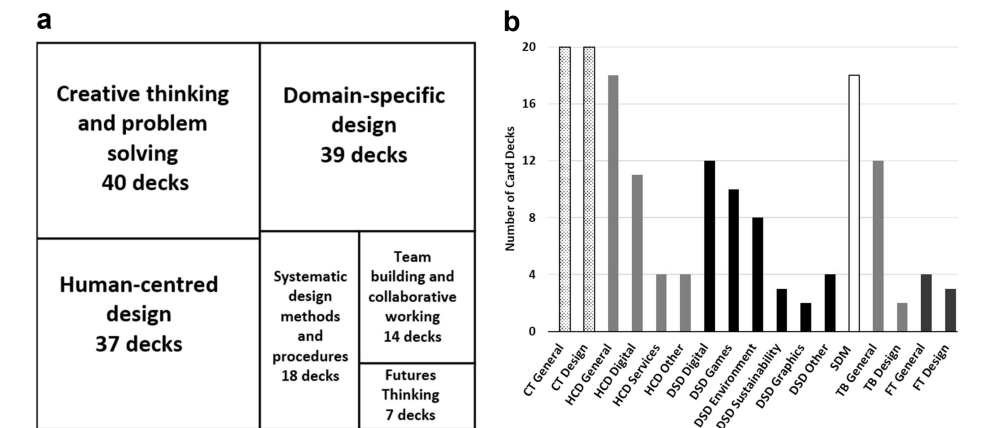 a
Creative thinking
and problem
solving
40 decks
Domain-specific
design
39 decks
Human-centred
design
37 decks
Systematic
design
methods
and
procedures
18 decks
Team
building and
collaborative
working
14 decks
Futures
Thinking
7 decks
b
Number of Card Decks
20
16
12
8
4
0
CT General
CT Design
HCD General
HCD Digital
HCD Services
HCD Other
DSD Digital
DSD Games
DSD Environment
DSD Sustainability
DSD Graphics
DSD Other
SDM
TB General
TB Design
FT General
FT Design